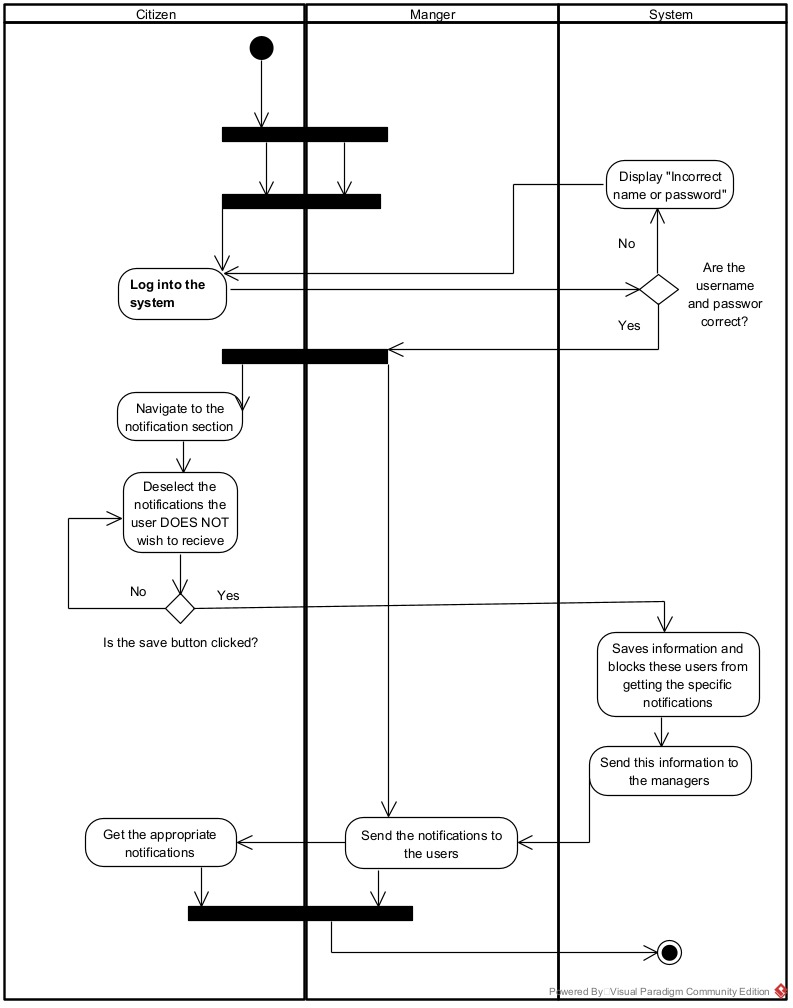 Citizen
Manger
System
Display "Incorrect
name or password"
No
Are the
username
and passwor
correct?
Log into the
system
Yes
Navigate to the
notification section
Deselect the
notifications the
user DOES NOT
wish to recieve
No
Yes
Is the save button clicked?
Saves information and
blocks these users from
getting the specific
notifications
Send this information to
the managers
Get the appropriate
notifications
Send the notifications to
the users
Powered By Visual Paradigm Community Edition